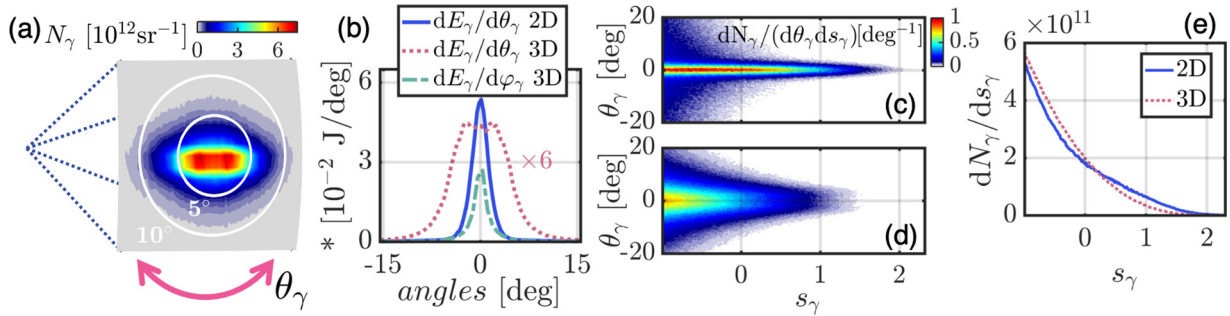 (a) N_γ [10^12 sr^−1]
0 3 6
5°
10°
θ_γ
(b)
dE_γ/dθ_γ 2D
dE_γ/dθ_γ 3D
dE_γ/dφ_γ 3D
* [10^−2 J/deg]
6
3
0
×6
-15 0 15
angles [deg]
θ_γ [deg]
20
0
-20
dN_γ/(dθ_γds_γ)[deg^−1]
1
0.5
0
(c)
θ_γ [deg]
20
0
-20
(d)
0 1 2
s_γ
×10^11
(e)
2D
3D
dN_γ/ds_γ
6
4
2
0
0 1 2
s_γ